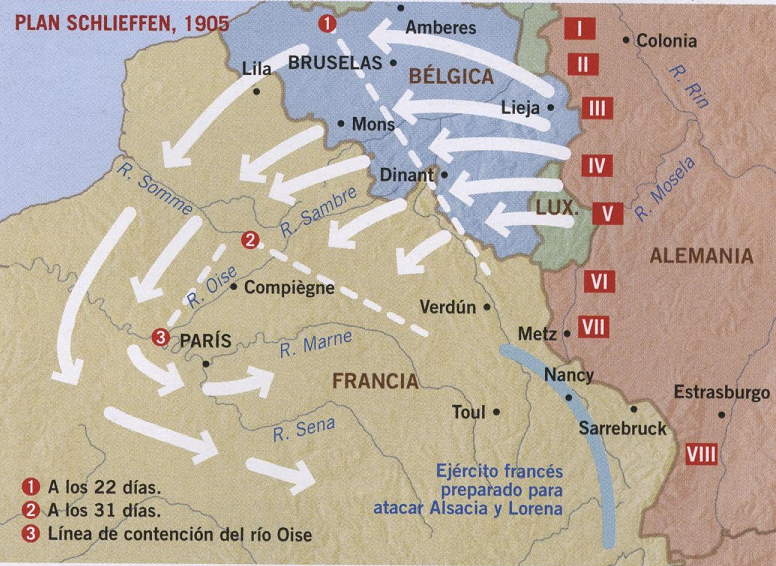 PLAN SCHLIEFFEN, 1905
1
Amberes
I
Colonia
II
BRUSELAS
Lila
BÉLGICA
R. Rin
Lieja
III
Mons
IV
Dinant
R. Mosela
R. Somme
R. Sambre
LUX.
V
2
ALEMANIA
R. Oise
Compiègne
VI
Verdún
3
PARÍS
Metz
VII
R. Marne
FRANCIA
Nancy
Estrasburgo
Toul
Sarrebruck
R. Sena
VIII
Ejército francés
preparado para
atacar Alsacia y Lorena
1 A los 22 días.
2 A los 31 días.
3 Línea de contención del río Oise